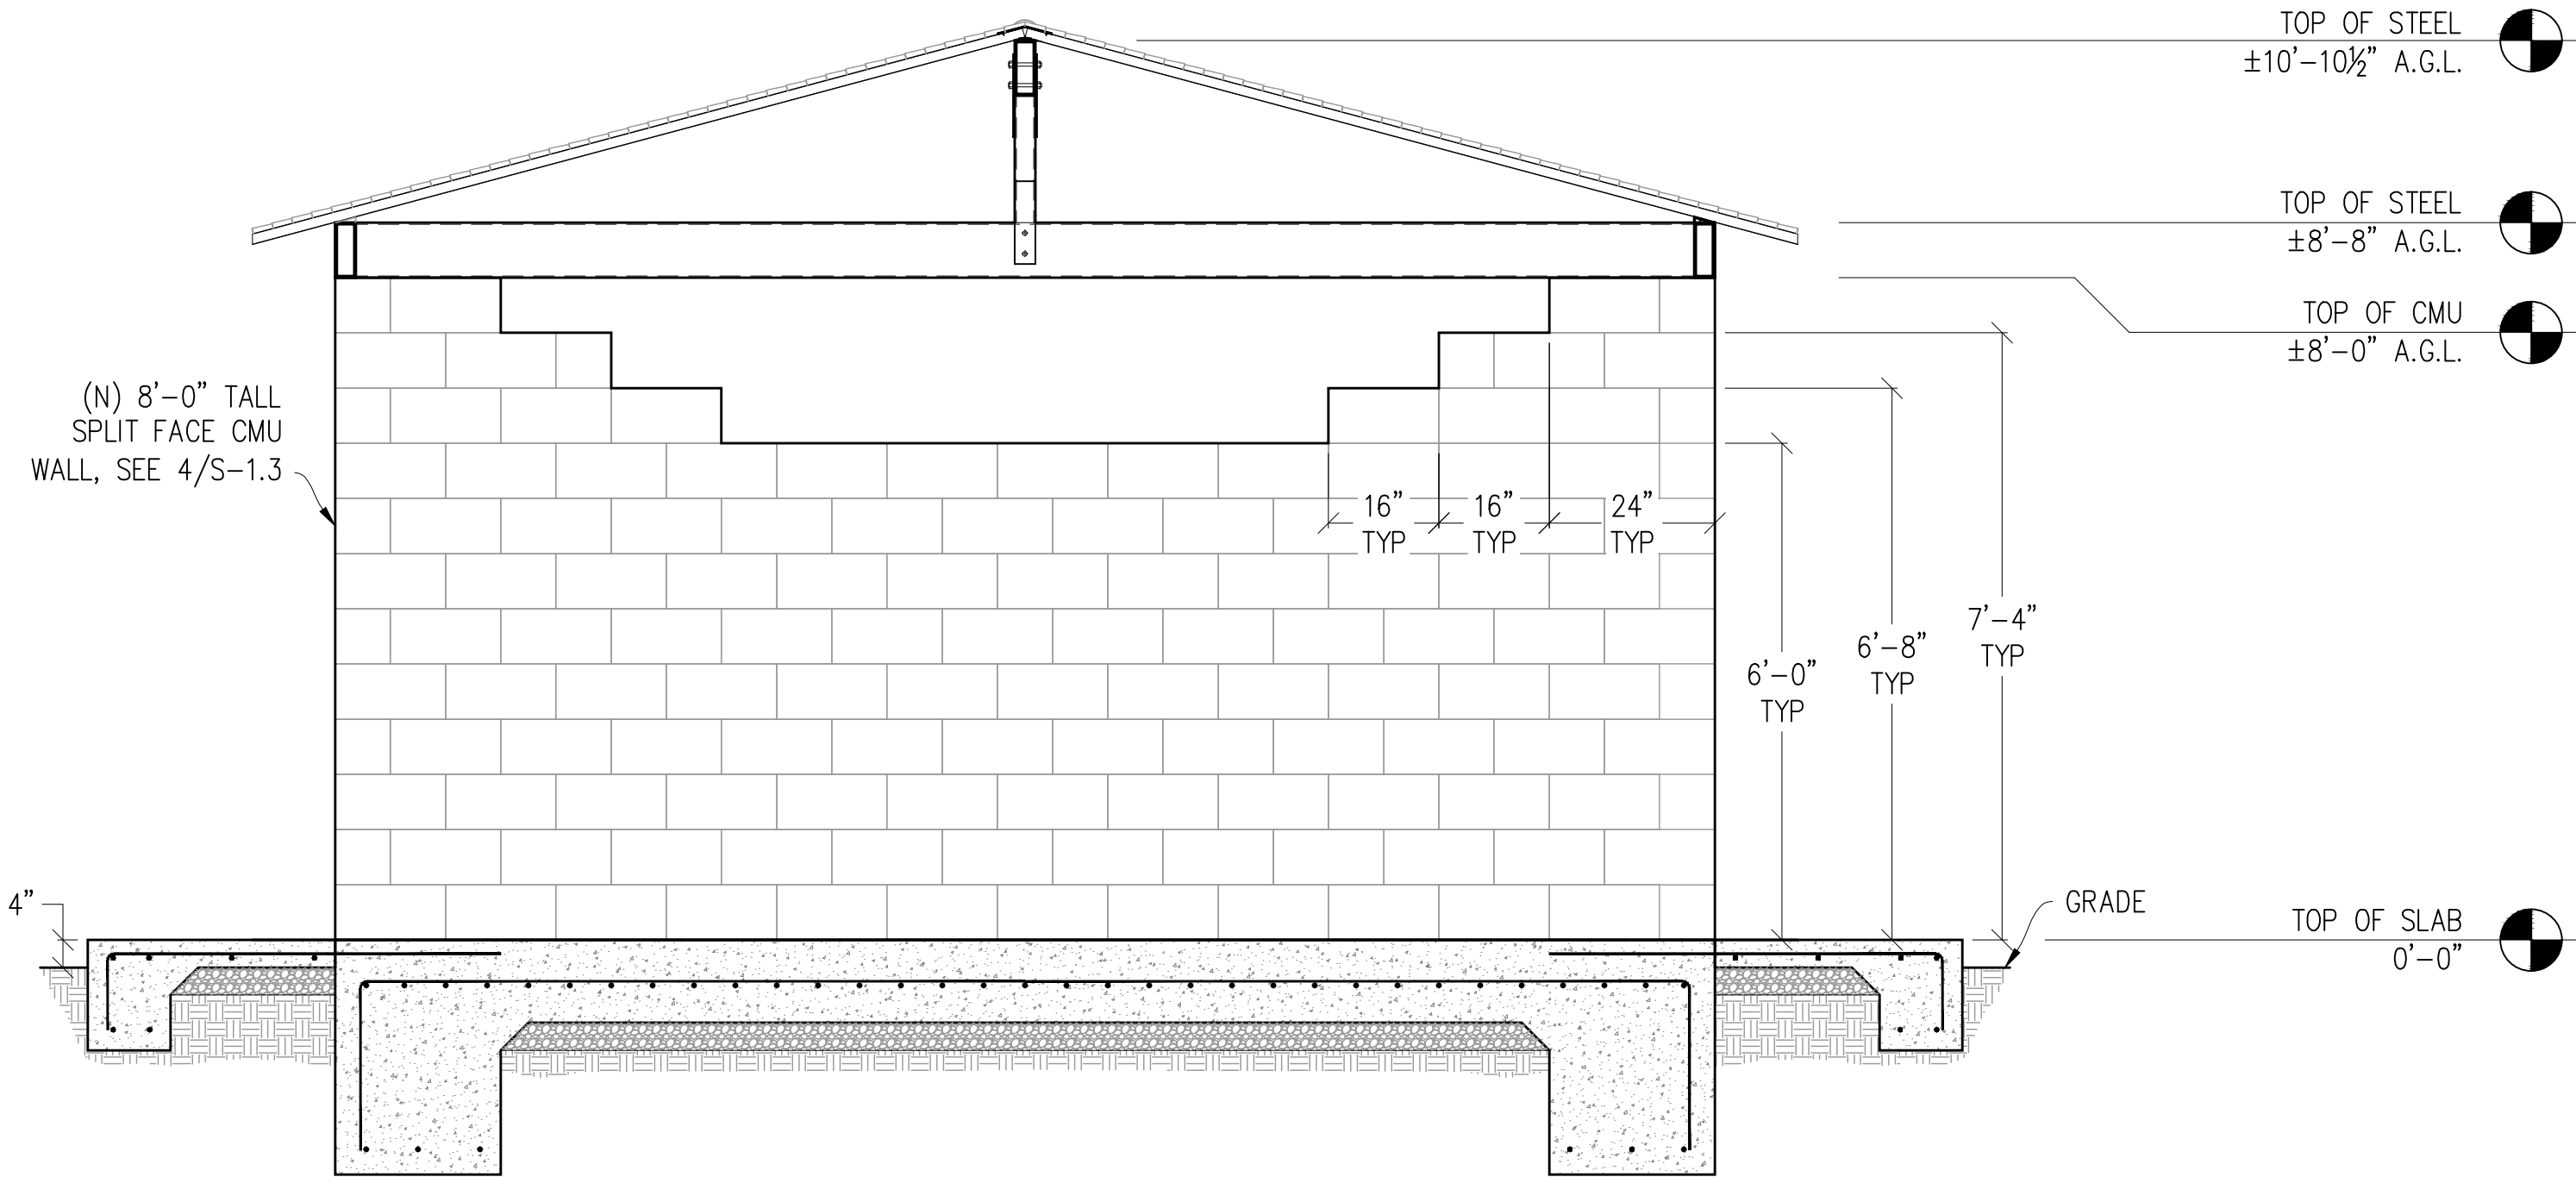 TOP OF STEEL
±10'-10½" A.G.L.
TOP OF STEEL
±8'-8" A.G.L.
TOP OF CMU
±8'-0" A.G.L.
(N) 8'-0" TALL
SPLIT FACE CMU
WALL, SEE 4/S-1.3
16"
TYP
16"
TYP
24"
TYP
6'-0"
TYP
6'-8"
TYP
7'-4"
TYP
4"
GRADE
TOP OF SLAB
0'-0"